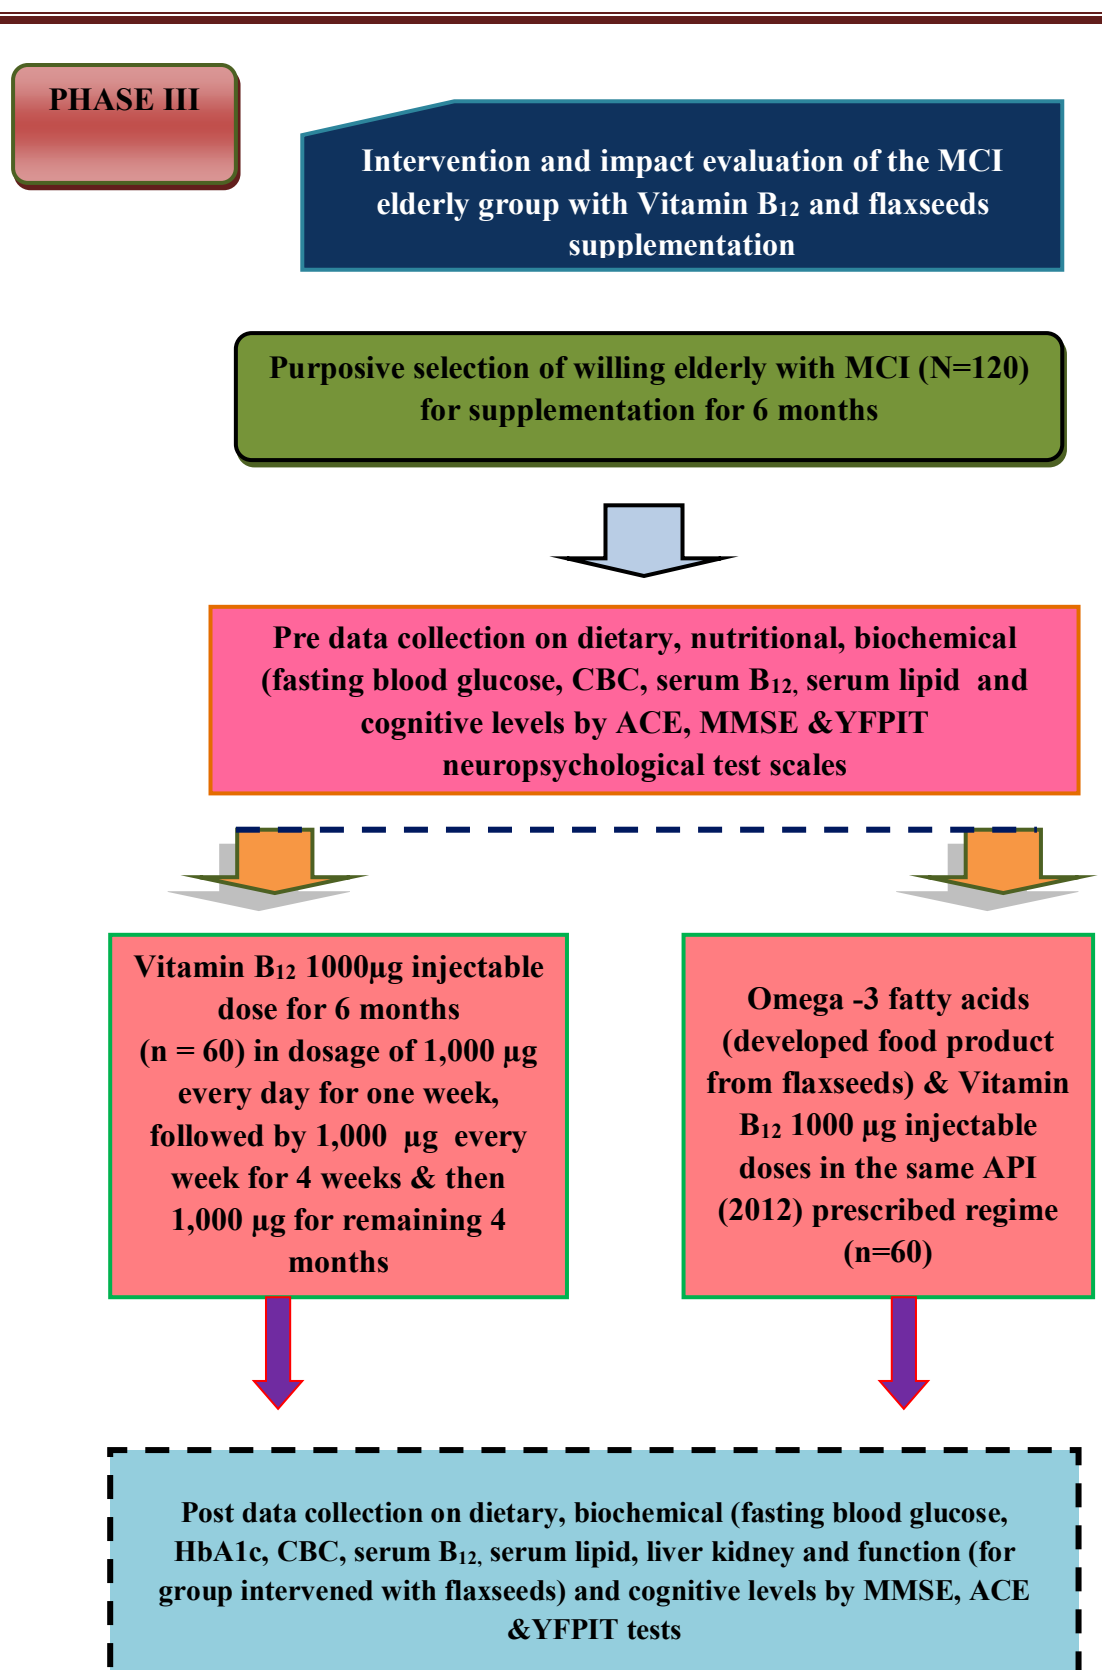 PHASE III
Intervention and impact evaluation of the MCI
elderly group with Vitamin B₁₂ and flaxseeds
supplementation
Purposive selection of willing elderly with MCI (N=120)
for supplementation for 6 months
Pre data collection on dietary, nutritional, biochemical
(fasting blood glucose, CBC, serum B₁₂, serum lipid and
cognitive levels by ACE, MMSE &YFPIT
neuropsychological test scales
Vitamin B₁₂ 1000μg injectable
dose for 6 months
(n = 60) in dosage of 1,000 μg
every day for one week,
followed by 1,000 μg every
week for 4 weeks & then
1,000 μg for remaining 4
months
Omega -3 fatty acids
(developed food product
from flaxseeds) & Vitamin
B₁₂ 1000 μg injectable
doses in the same API
(2012) prescribed regime
(n=60)
Post data collection on dietary, biochemical (fasting blood glucose,
HbA1c, CBC, serum B₁₂, serum lipid, liver kidney and function (for
group intervened with flaxseeds) and cognitive levels by MMSE, ACE
&YFPIT tests